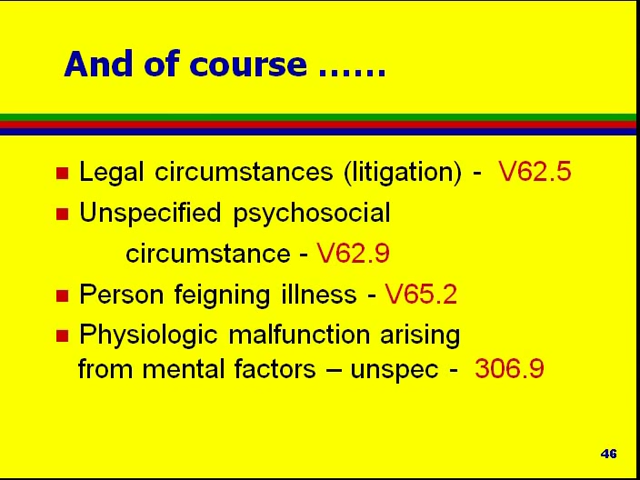 And of course ……
Legal circumstances (litigation) - V62.5
Unspecified psychosocial
circumstance - V62.9
Person feigning illness - V65.2
Physiologic malfunction arising
from mental factors – unspec - 306.9
46